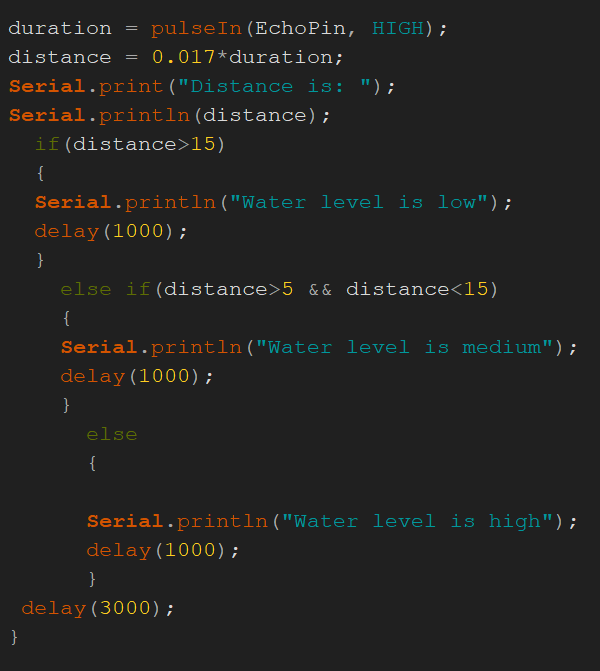 duration = pulseIn(EchoPin, HIGH);
distance = 0.017*duration;
Serial.print("Distance is: ");
Serial.println(distance);
if(distance>15)
{
Serial.println("Water level is low");
delay(1000);
}
else if(distance>5 && distance<15)
{
Serial.println("Water level is medium");
delay(1000);
}
else
{
Serial.println("Water level is high");
delay(1000);
}
delay(3000);
}